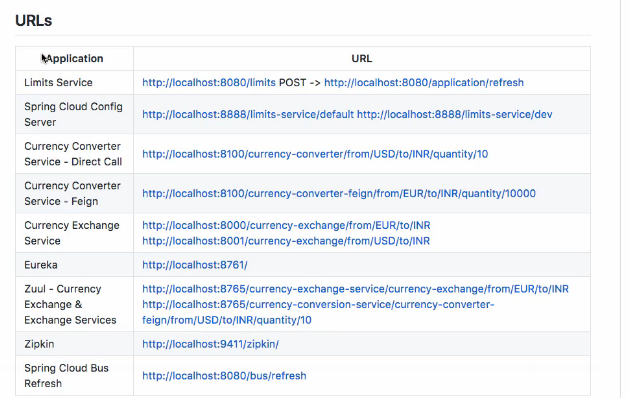 URLs
Application URL
Limits Service http://localhost:8080/limits POST -> http://localhost:8080/application/refresh
Spring Cloud Config
Server
http://localhost:8888/limits-service/default http://localhost:8888/limits-service/dev
Currency Converter
Service - Direct Call
http://localhost:8100/currency-converter/from/USD/to/INR/quantity/10
Currency Converter
Service - Feign
http://localhost:8100/currency-converter-feign/from/EUR/to/INR/quantity/10000
Currency Exchange
Service
http://localhost:8000/currency-exchange/from/EUR/to/INR
http://localhost:8001/currency-exchange/from/USD/to/INR
Eureka http://localhost:8761/
Zuul - Currency
Exchange &
Exchange Services
http://localhost:8765/currency-exchange-service/currency-exchange/from/EUR/to/INR
http://localhost:8765/currency-conversion-service/currency-converter-
feign/from/USD/to/INR/quantity/10
Zipkin http://localhost:9411/zipkin/
Spring Cloud Bus
Refresh
http://localhost:8080/bus/refresh